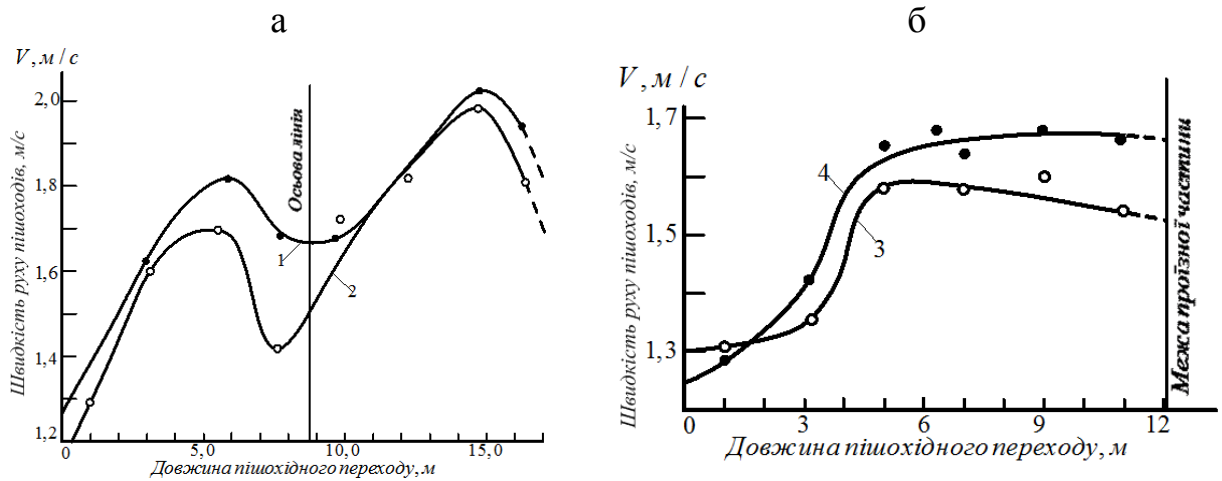 а
V , м / с
Швидкість руху пішоходів, м/с
2,0
1,8
1,6
1,4
1,2
Осьова лінія
1
2
0
5,0
10,0
15,0
Довжина пішохідного переходу, м
б
V , м / с
Швидкість руху пішоходів, м/с
1,7
1,5
1,3
4
3
Межа проїзної частини
0
3
6
9
12
Довжина пішохідного переходу, м